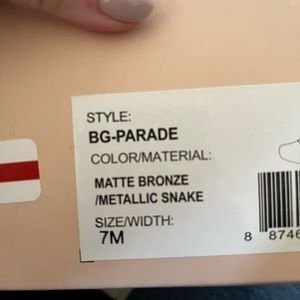 STYLE:
BG-PARADE
COLOR/MATERIAL:
MATTE BRONZE
/METALLIC SNAKE
SIZE/WIDTH:
7M
8 8746